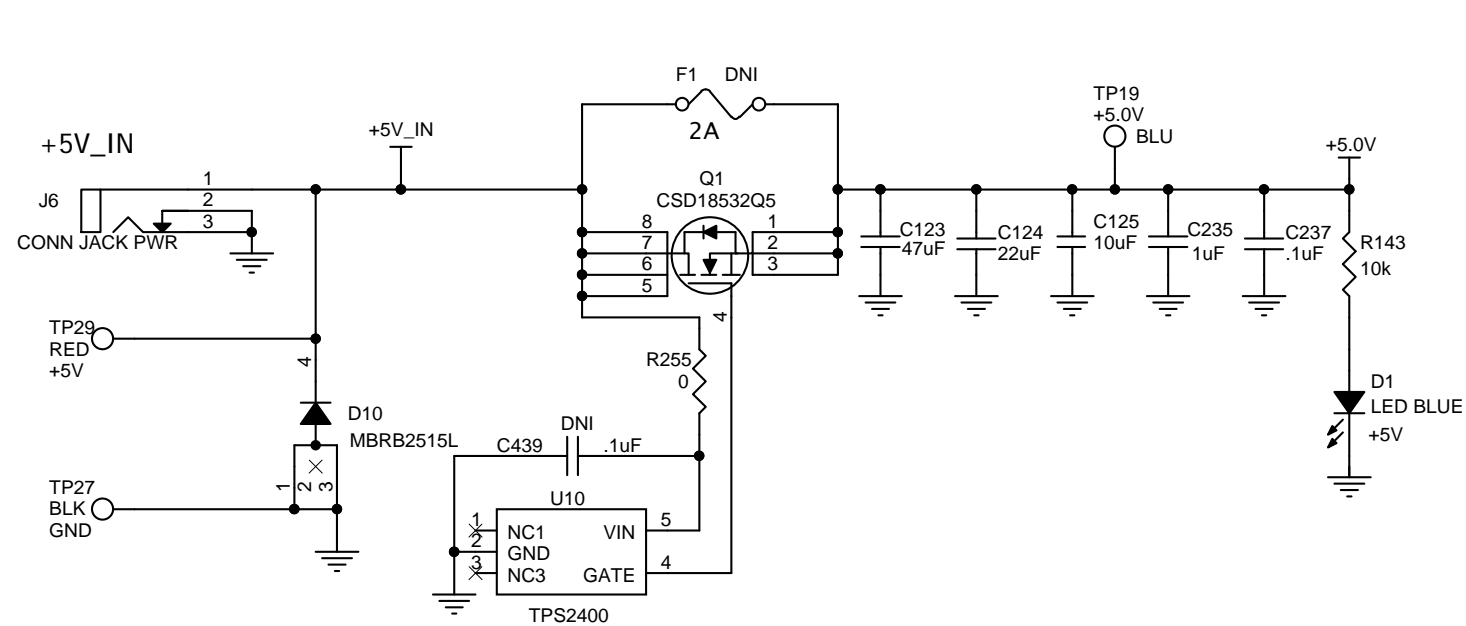 F1 DNI
2A
TP19
+5.0V
BLU
+5V_IN
+5V_IN
+5.0V
J6
1
2
3
CONN JACK PWR
Q1
CSD18532Q5
8
7
6
5
1
2
3
4
C123
47uF
C124
22uF
C125
10uF
C235
1uF
C237
.1uF
R143
10k
TP29
RED
+5V
4
R255
0
D10
MBRB2515L
1
2
3
D1
LED BLUE
+5V
DNI
C439 .1uF
TP27
BLK
GND
U10
1
2
3
NC1
GND
NC3
VIN
GATE
5
4
TPS2400